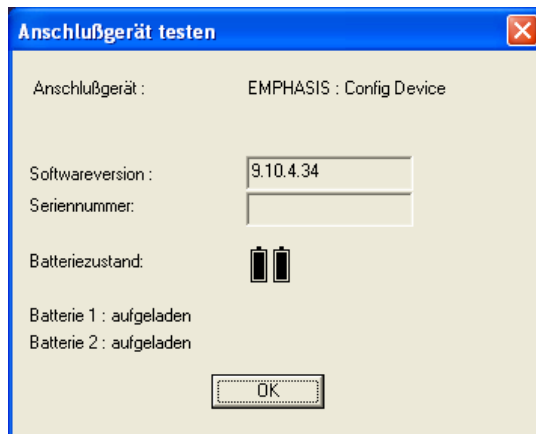 Anschlußgerät testen
Anschlußgerät : EMPHASIS : Config Device
Softwareversion : 9.10.4.34
Seriennummer:
Batteriezustand:
Batterie 1 : aufgeladen
Batterie 2 : aufgeladen
OK